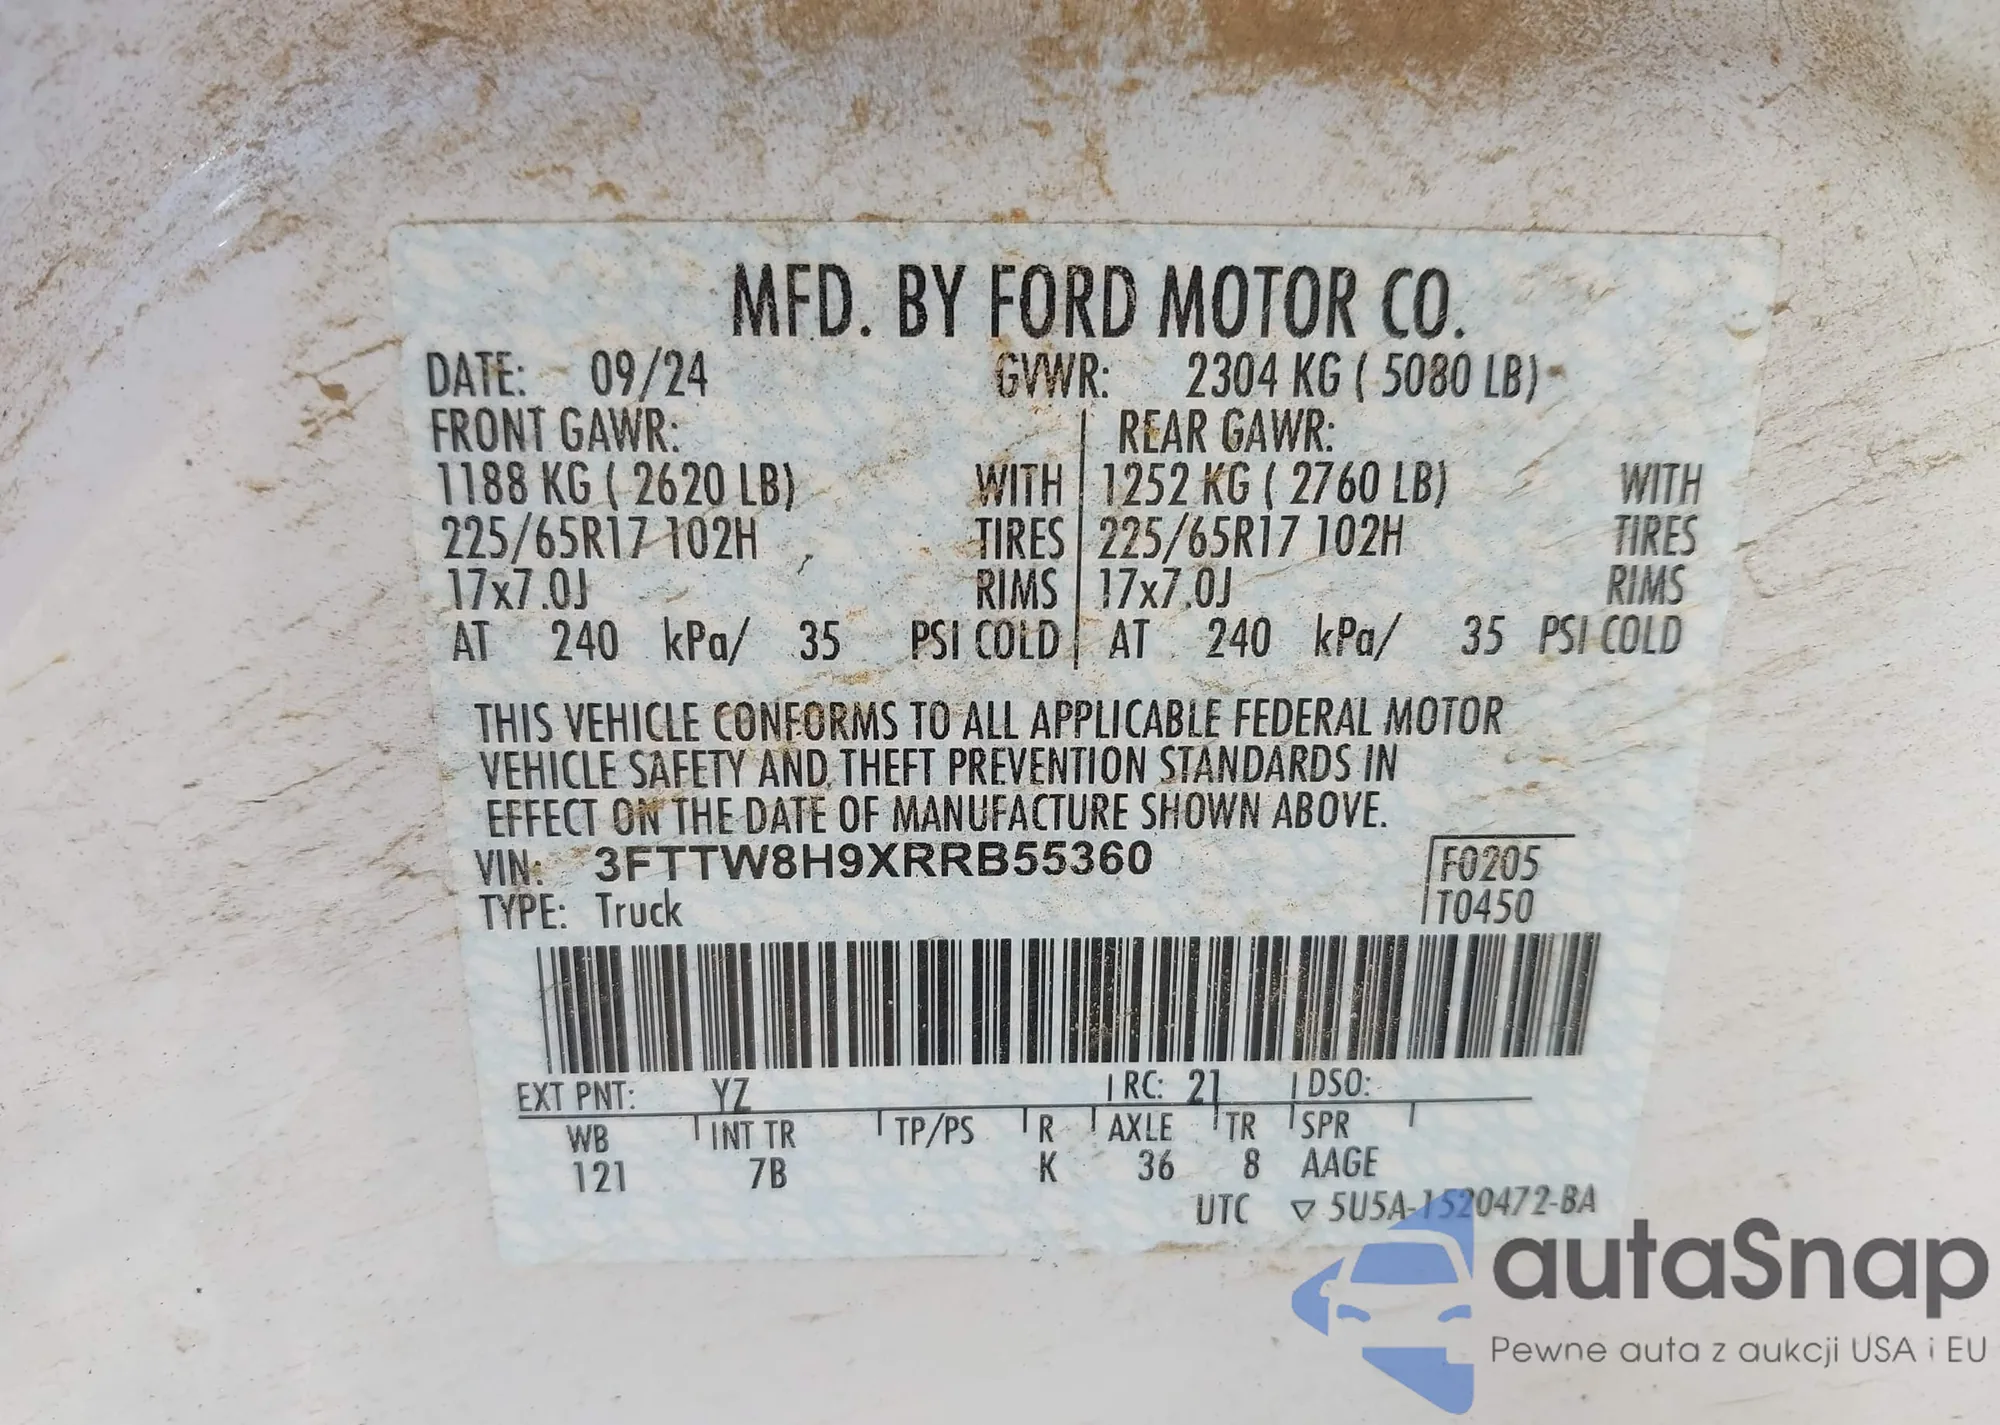 MFD. BY FORD MOTOR CO.
DATE: 09/24 GVWR: 2304 KG ( 5080 LB)
FRONT GAWR: REAR GAWR:
1188 KG ( 2620 LB) WITH 1252 KG ( 2760 LB) WITH
225/65R17 102H TIRES 225/65R17 102H TIRES
17x7.0J RIMS 17x7.0J RIMS
AT 240 kPa/ 35 PSI COLD AT 240 kPa/ 35 PSI COLD
THIS VEHICLE CONFORMS TO ALL APPLICABLE FEDERAL MOTOR
VEHICLE SAFETY AND THEFT PREVENTION STANDARDS IN
EFFECT ON THE DATE OF MANUFACTURE SHOWN ABOVE.
VIN: 3FTTW8H9XRRB55360 F0205
TYPE: Truck T0450
EXT PNT: YZ RC: 21 DSO:
WB INT TR TP/PS R AXLE TR SPR
121 7B K 36 8 AAGE
UTC ▽ 5U5A-1520472-BA
autaSnap
Pewne auta z aukcji USA i EU